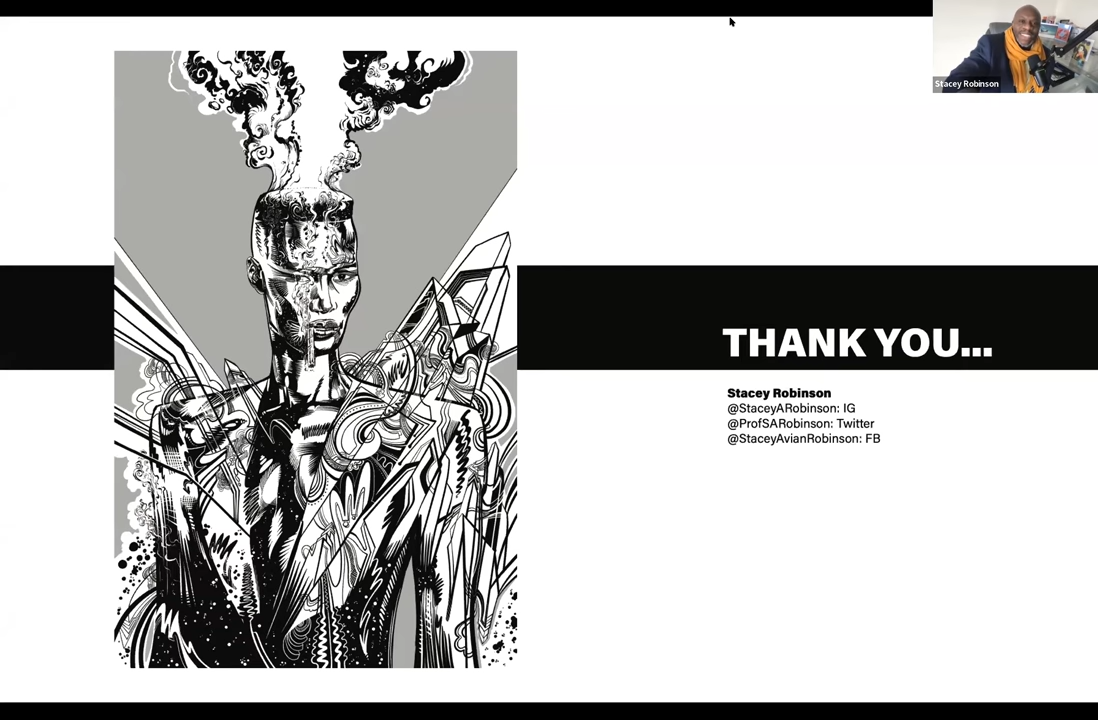 Stacey Robinson
THANK YOU...
Stacey Robinson
@StaceyARobinson: IG
@ProfSARobinson: Twitter
@StaceyAvianRobinson: FB